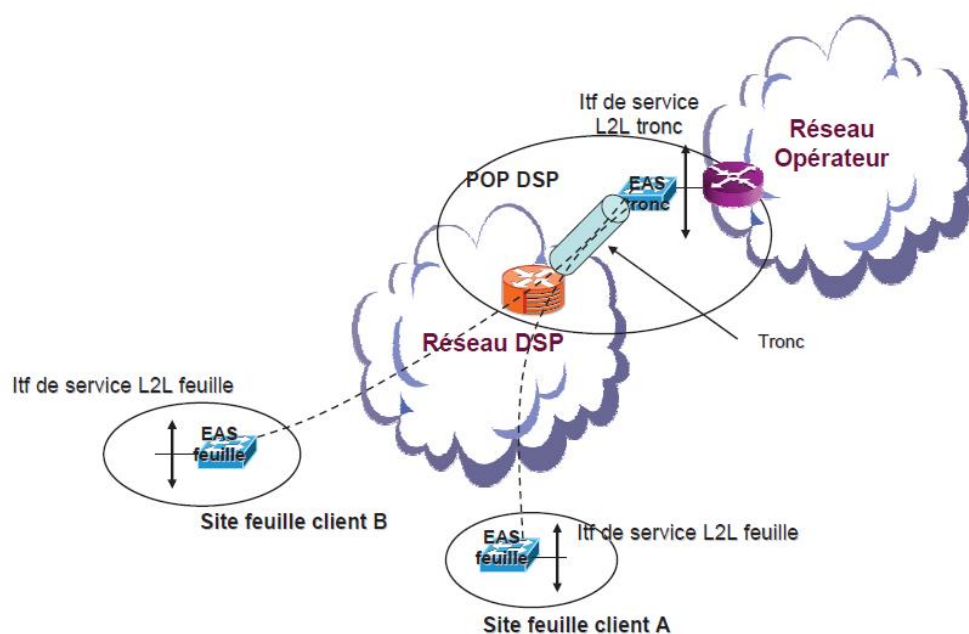 Itf de service
L2L tronc
Réseau
Opérateur
POP DSP
EAS
tronc
Réseau DSP
Tronc
Itf de service L2L feuille
EAS
feuille
Site feuille client B
EAS
feuille
Itf de service L2L feuille
Site feuille client A